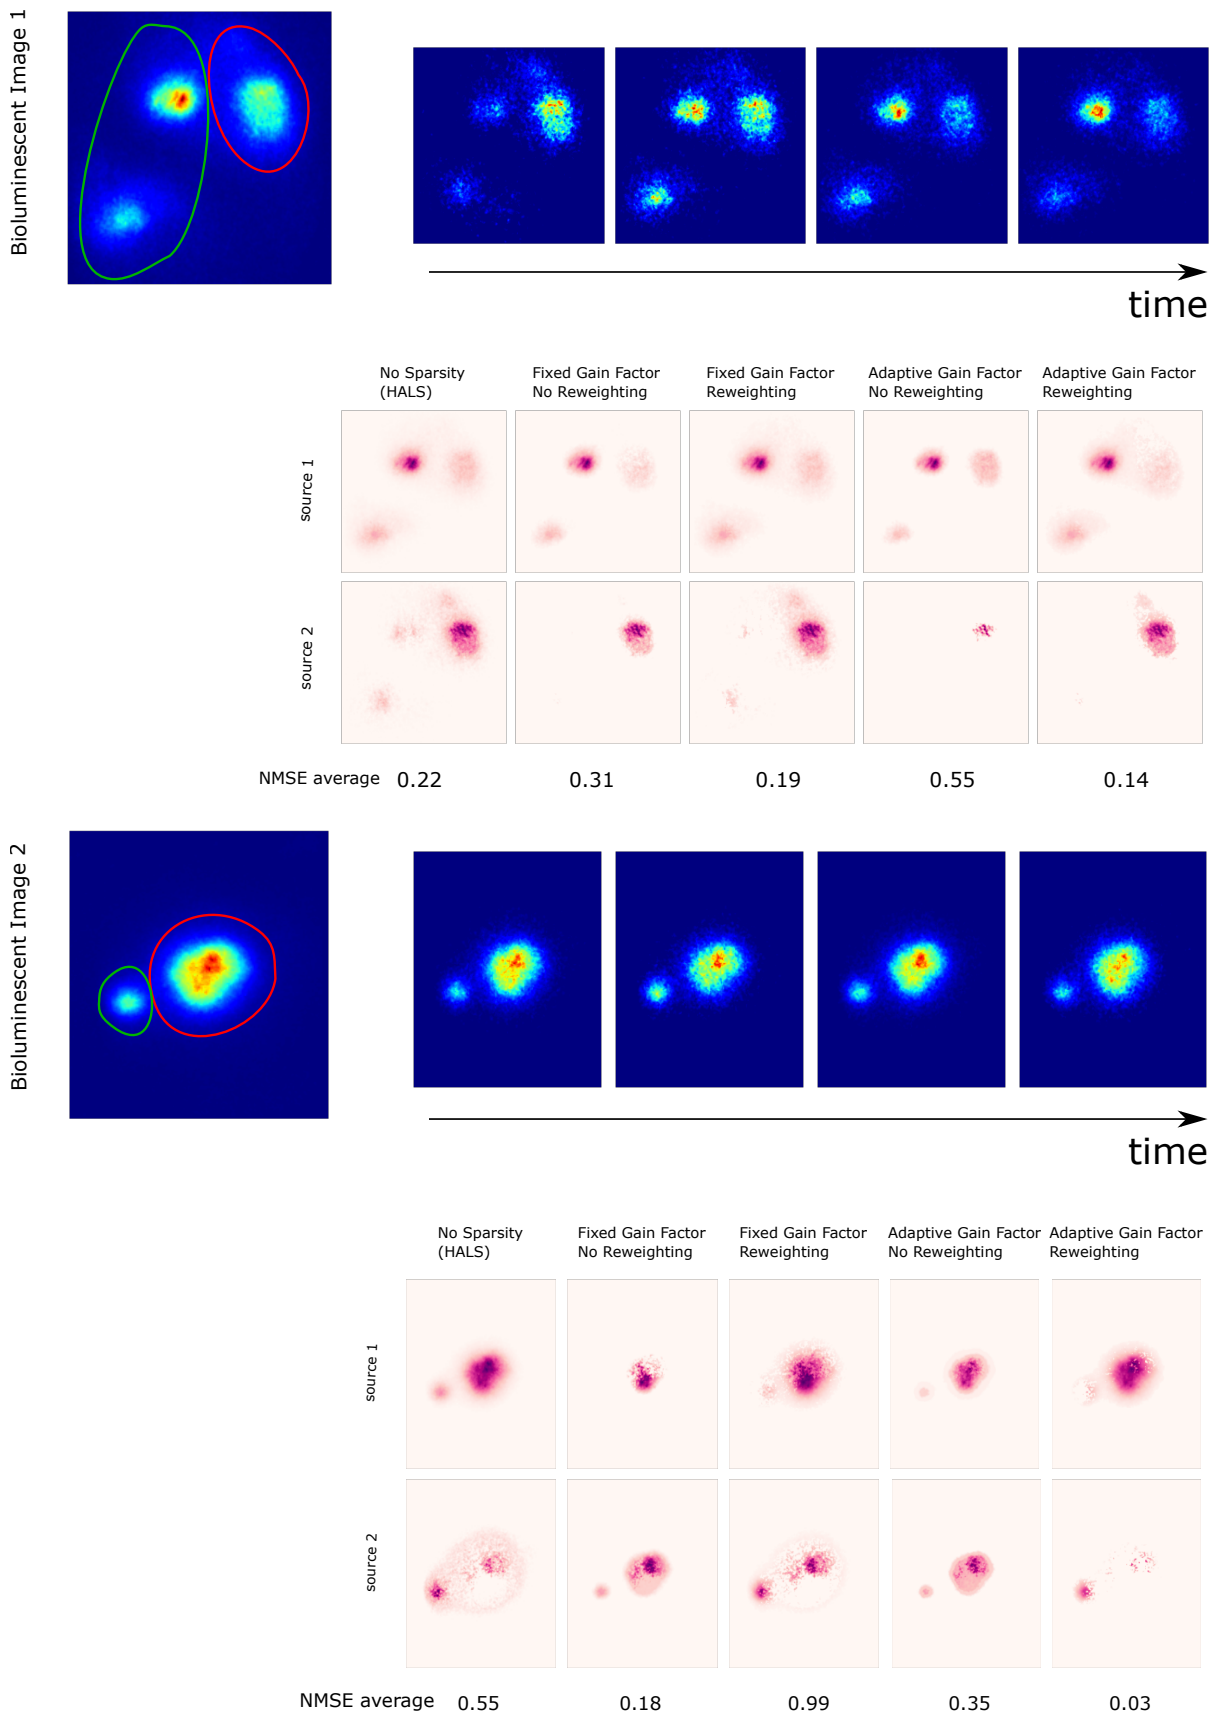 Bioluminescent Image 1
time
No Sparsity
(HALS)
Fixed Gain Factor
No Reweighting
Fixed Gain Factor
Reweighting
Adaptive Gain Factor
No Reweighting
Adaptive Gain Factor
Reweighting
source 1
source 2
NMSE average 0.22 0.31 0.19 0.55 0.14
Bioluminescent Image 2
time
No Sparsity
(HALS)
Fixed Gain Factor
No Reweighting
Fixed Gain Factor
Reweighting
Adaptive Gain Factor
No Reweighting
Adaptive Gain Factor
Reweighting
source 1
source 2
NMSE average 0.55 0.18 0.99 0.35 0.03